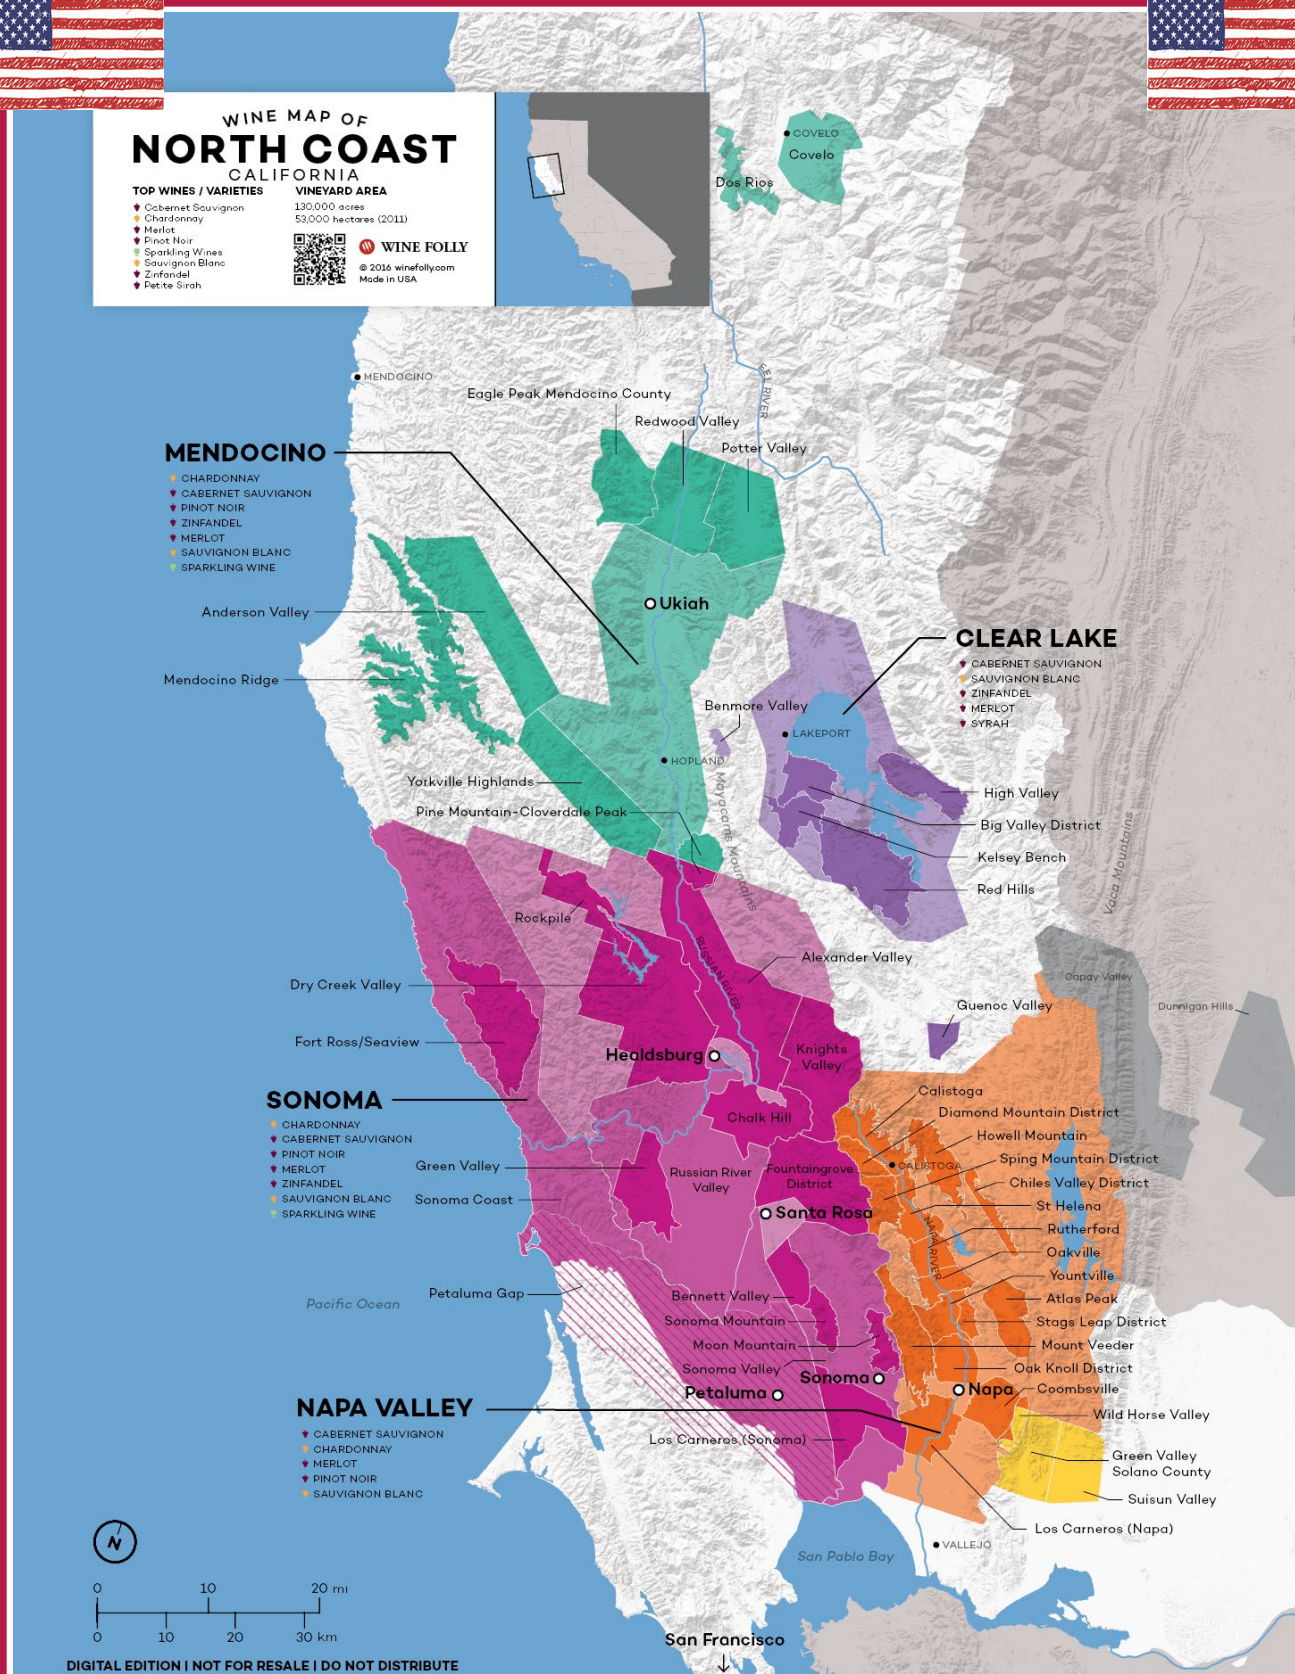 WINE MAP OF
NORTH COAST
CALIFORNIA
TOP WINES / VARIETIES
Cabernet Sauvignon
Chardonnay
Merlot
Pinot Noir
Sparkling Wines
Sauvignon Blanc
Zinfandel
Petite Sirah
VINEYARD AREA
130,000 acres
53,000 hectares (2011)
WINE FOLLY
© 2016 winefolly.com
Made in USA
COVELO
Covelo
Dos Rios
EEL RIVER
MENDOCINO
Eagle Peak Mendocino County
Redwood Valley
Potter Valley
MENDOCINO
CHARDONNAY
CABERNET SAUVIGNON
PINOT NOIR
ZINFANDEL
MERLOT
SAUVIGNON BLANC
SPARKLING WINE
Ukiah
Anderson Valley
Mendocino Ridge
CLEAR LAKE
CABERNET SAUVIGNON
SAUVIGNON BLANC
ZINFANDEL
MERLOT
SYRAH
Benmore Valley
LAKEPORT
HOPLAND
Yorkville Highlands
Pine Mountain-Cloverdale Peak
Mayacams Mountains
High Valley
Big Valley District
Kelsey Bench
Red Hills
Vaca Mountains
Rockpile
RUSSIAN RIVER
Alexander Valley
Capay Valley
Dunnigan Hills
Dry Creek Valley
Guenoc Valley
Fort Ross/Seaview
Healdsburg
Knights
Valley
SONOMA
CHARDONNAY
CABERNET SAUVIGNON
PINOT NOIR
MERLOT
ZINFANDEL
SAUVIGNON BLANC
SPARKLING WINE
Chalk Hill
Calistoga
Diamond Mountain District
Howell Mountain
Sping Mountain District
CALISTOGA
Chiles Valley District
St Helena
Rutherford
Oakville
Yountville
Atlas Peak
Stags Leap District
Mount Veeder
Oak Knoll District
NAPA RIVER
Green Valley
Russian River
Valley
Fountaingrove
District
Sonoma Coast
Santa Rosa
Petaluma Gap
Pacific Ocean
Bennett Valley
Sonoma Mountain
Moon Mountain
Sonoma Valley
Sonoma
Petaluma
Napa
Coombsville
Wild Horse Valley
NAPA VALLEY
CABERNET SAUVIGNON
CHARDONNAY
MERLOT
PINOT NOIR
SAUVIGNON BLANC
Los Carneros (Sonoma)
Green Valley
Solano County
Suisun Valley
Los Carneros (Napa)
VALLEJO
San Pablo Bay
N
0 10 20 mi
0 10 20 30 km
San Francisco
DIGITAL EDITION | NOT FOR RESALE | DO NOT DISTRIBUTE